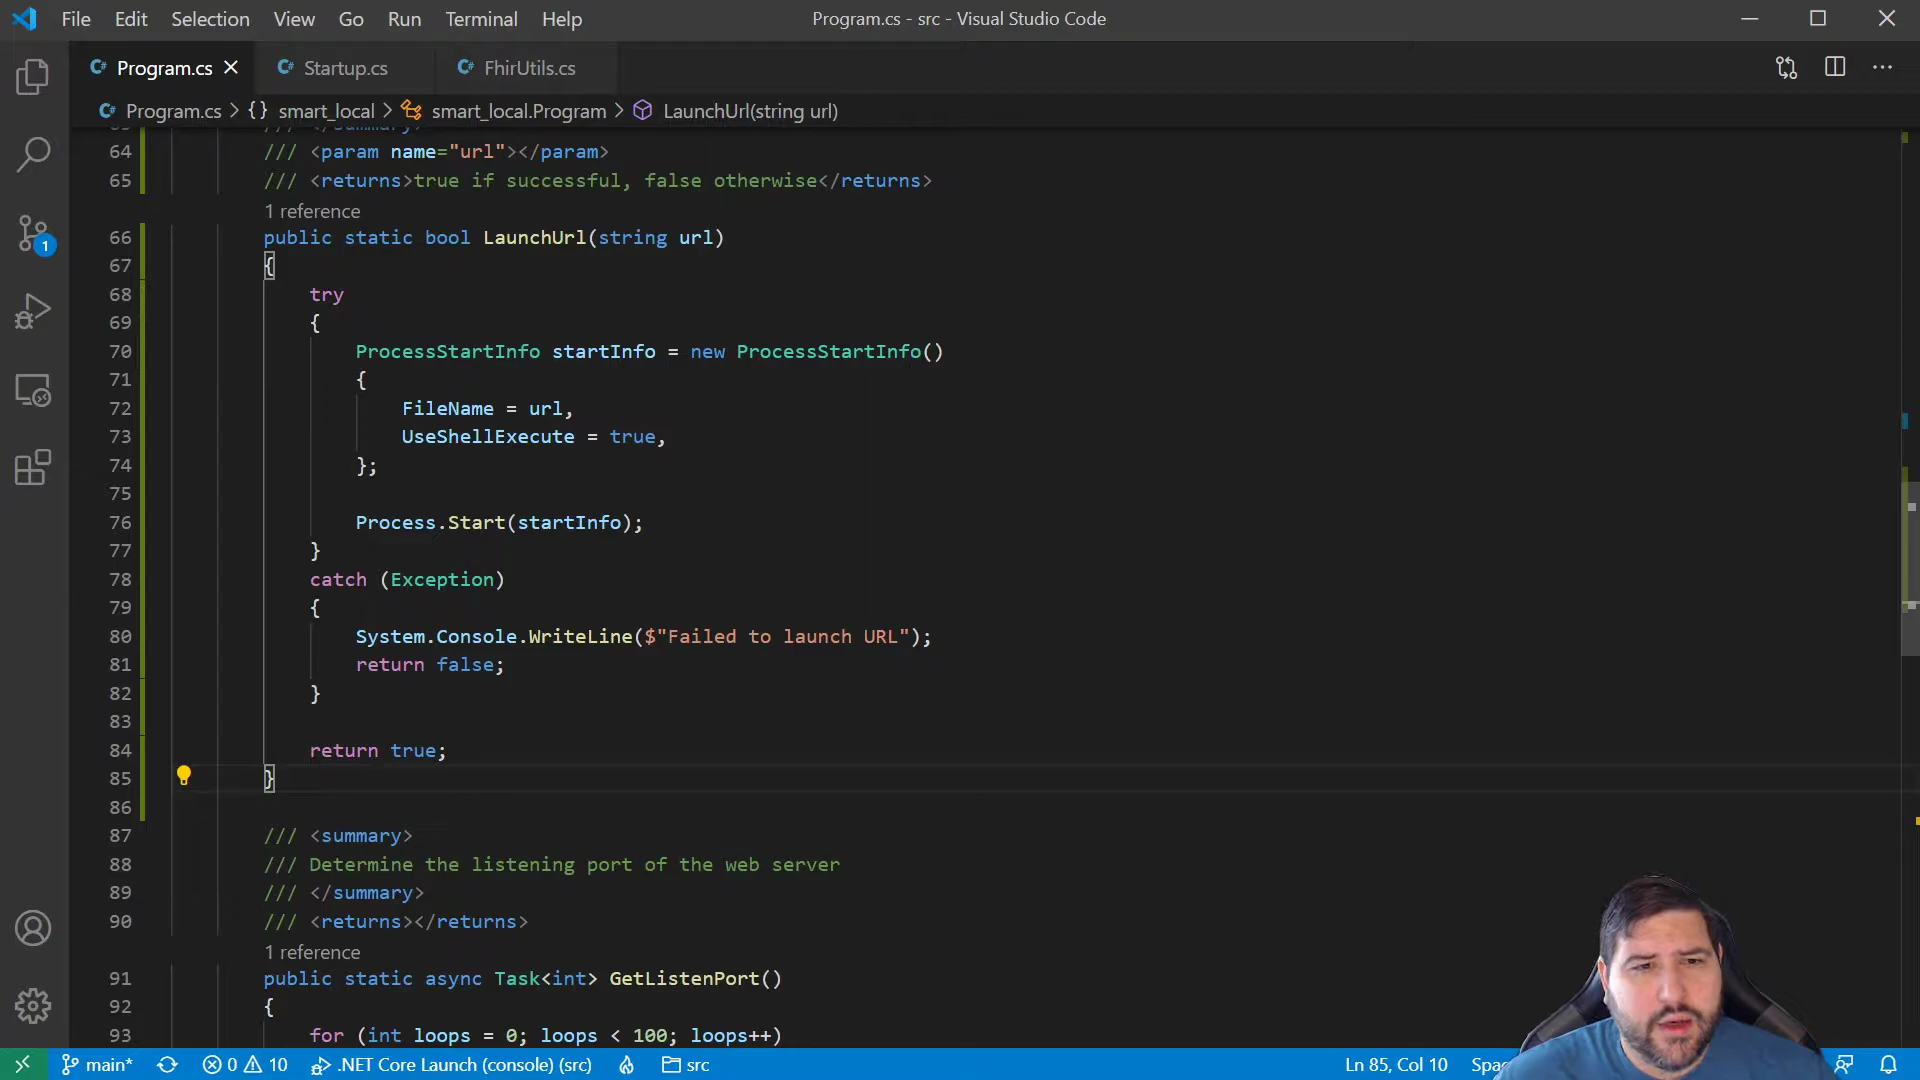 File Edit Selection View Go Run Terminal Help
Program.cs - src - Visual Studio Code
C# Program.cs C# Startup.cs C# FhirUtils.cs
C# Program.cs > {} smart_local > smart_local.Program > LaunchUrl(string url)
63 /// </summary>
64 /// <param name="url"></param>
65 /// <returns>true if successful, false otherwise</returns>
1 reference
66 public static bool LaunchUrl(string url)
67 {
68 try
69 {
70 ProcessStartInfo startInfo = new ProcessStartInfo()
71 {
72 FileName = url,
73 UseShellExecute = true,
74 };
75
76 Process.Start(startInfo);
77 }
78 catch (Exception)
79 {
80 System.Console.WriteLine($"Failed to launch URL");
81 return false;
82 }
83
84 return true;
85 }
86
87 /// <summary>
88 /// Determine the listening port of the web server
89 /// </summary>
90 /// <returns></returns>
1 reference
91 public static async Task<int> GetListenPort()
92 {
93 for (int loops = 0; loops < 100; loops++)
1
main* 0 10 .NET Core Launch (console) (src) src Ln 85, Col 10